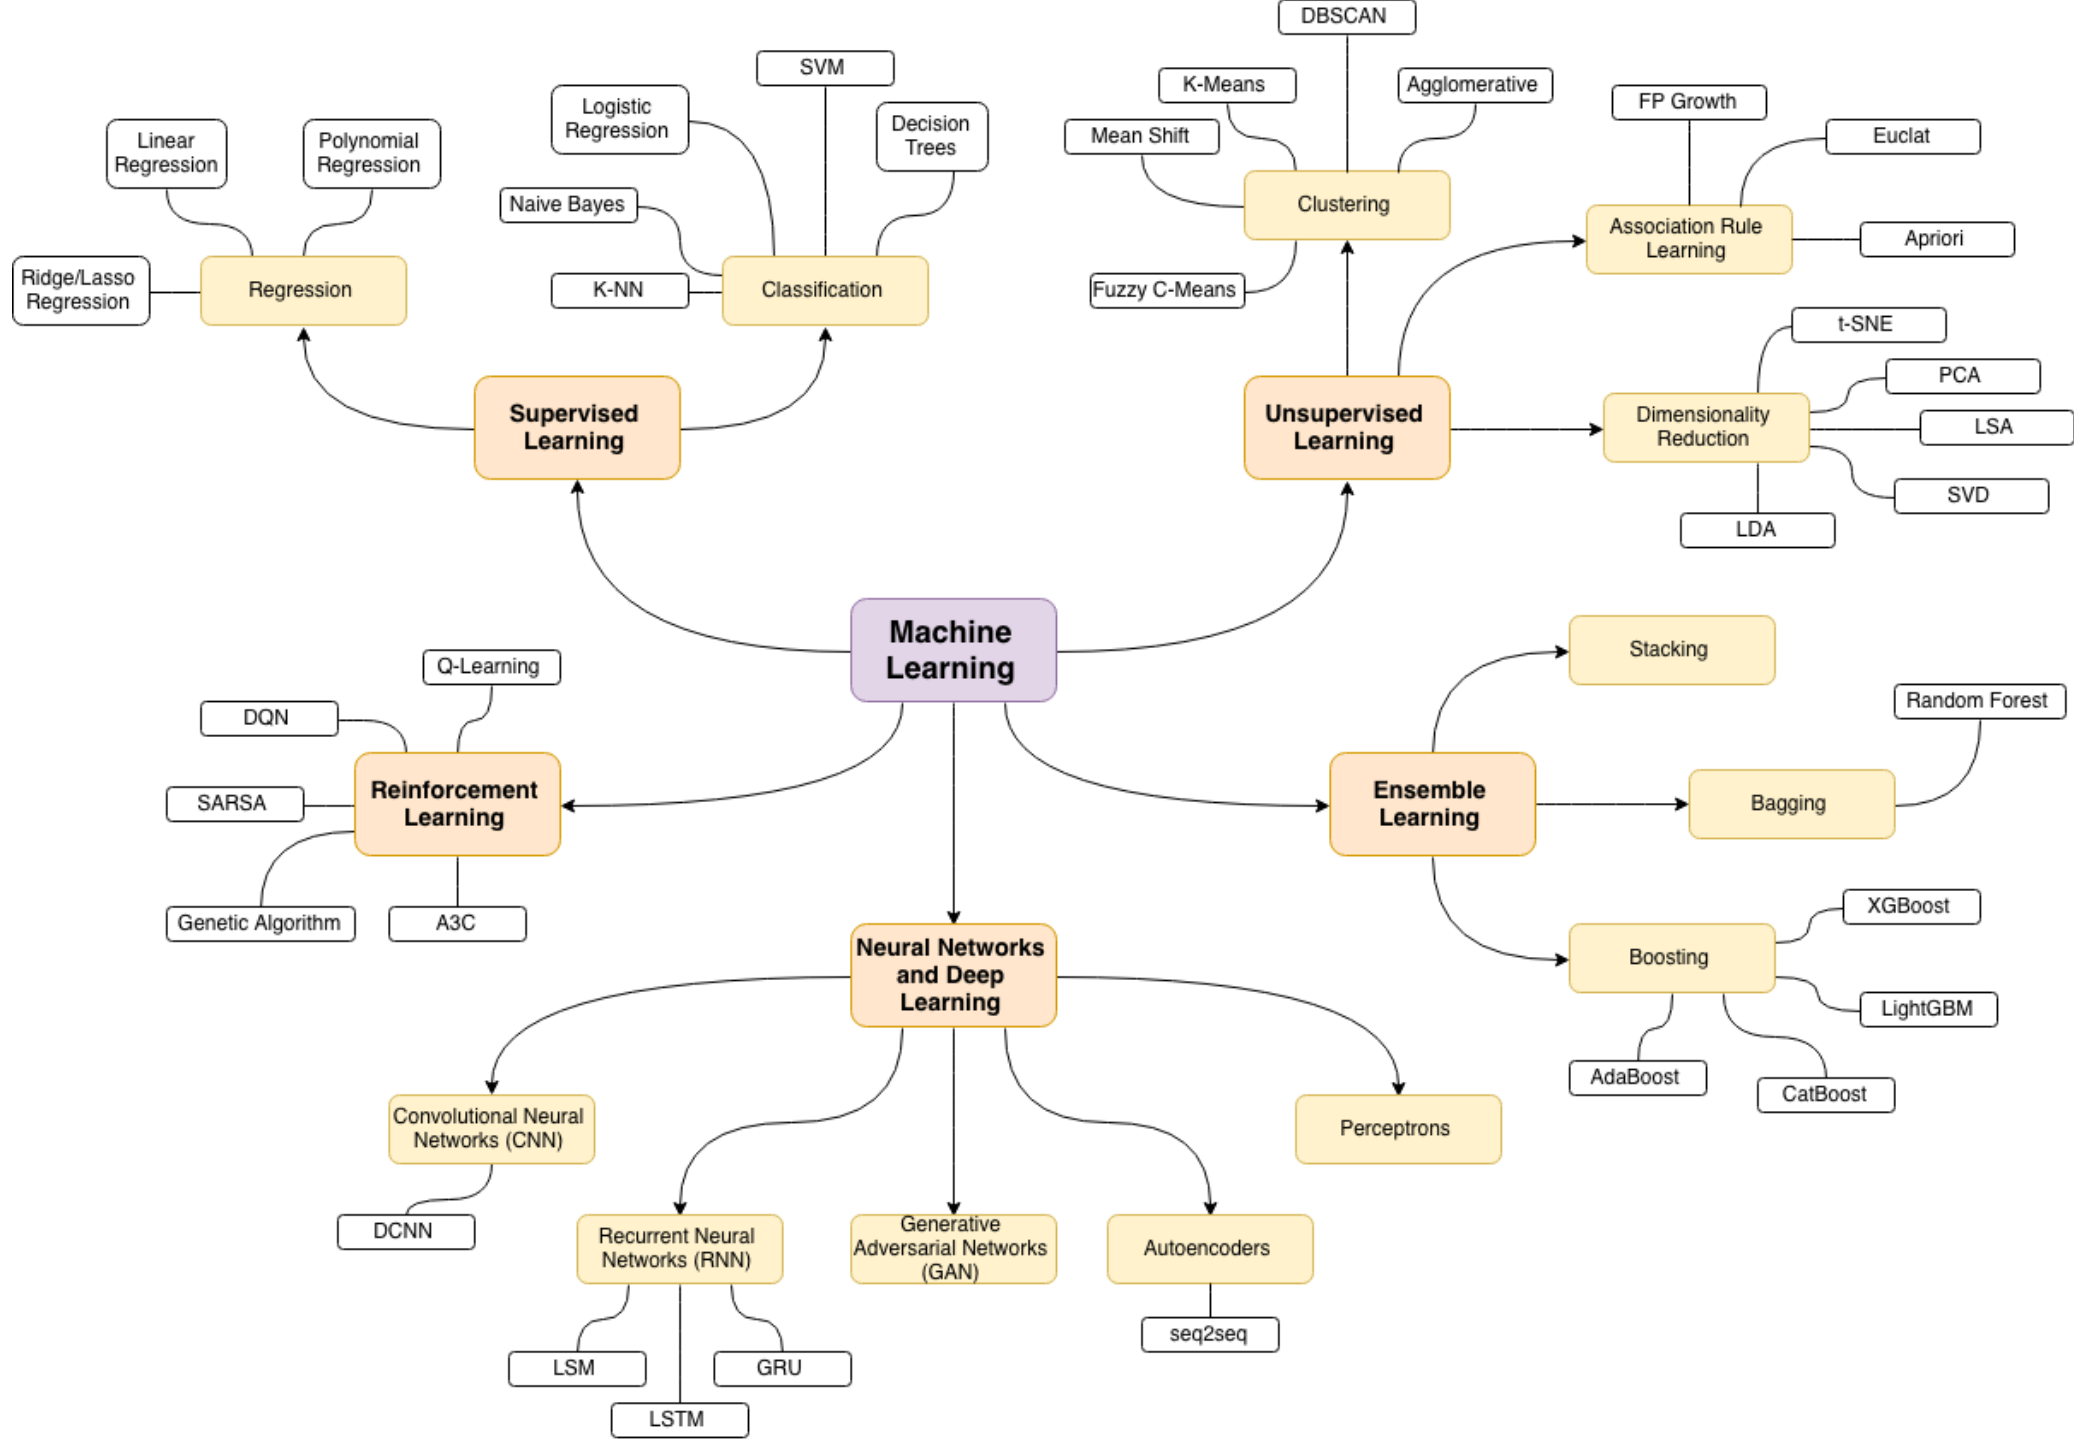 DBSCAN
SVM
K-Means
Agglomerative
FP Growth
Logistic
Regression
Decision
Trees
Mean Shift
Euclat
Linear
Regression
Polynomial
Regression
Naive Bayes
Clustering
Association Rule
Learning
Apriori
Ridge/Lasso
Regression
Regression
K-NN
Classification
Fuzzy C-Means
t-SNE
PCA
Supervised
Learning
Unsupervised
Learning
Dimensionality
Reduction
LSA
SVD
LDA
Machine
Learning
Stacking
Q-Learning
DQN
Random Forest
SARSA
Reinforcement
Learning
Ensemble
Learning
Bagging
Genetic Algorithm
A3C
XGBoost
Neural Networks
and Deep
Learning
Boosting
LightGBM
AdaBoost
CatBoost
Convolutional Neural
Networks (CNN)
Perceptrons
DCNN
Recurrent Neural
Networks (RNN)
Generative
Adversarial Networks
(GAN)
Autoencoders
seq2seq
LSM
GRU
LSTM